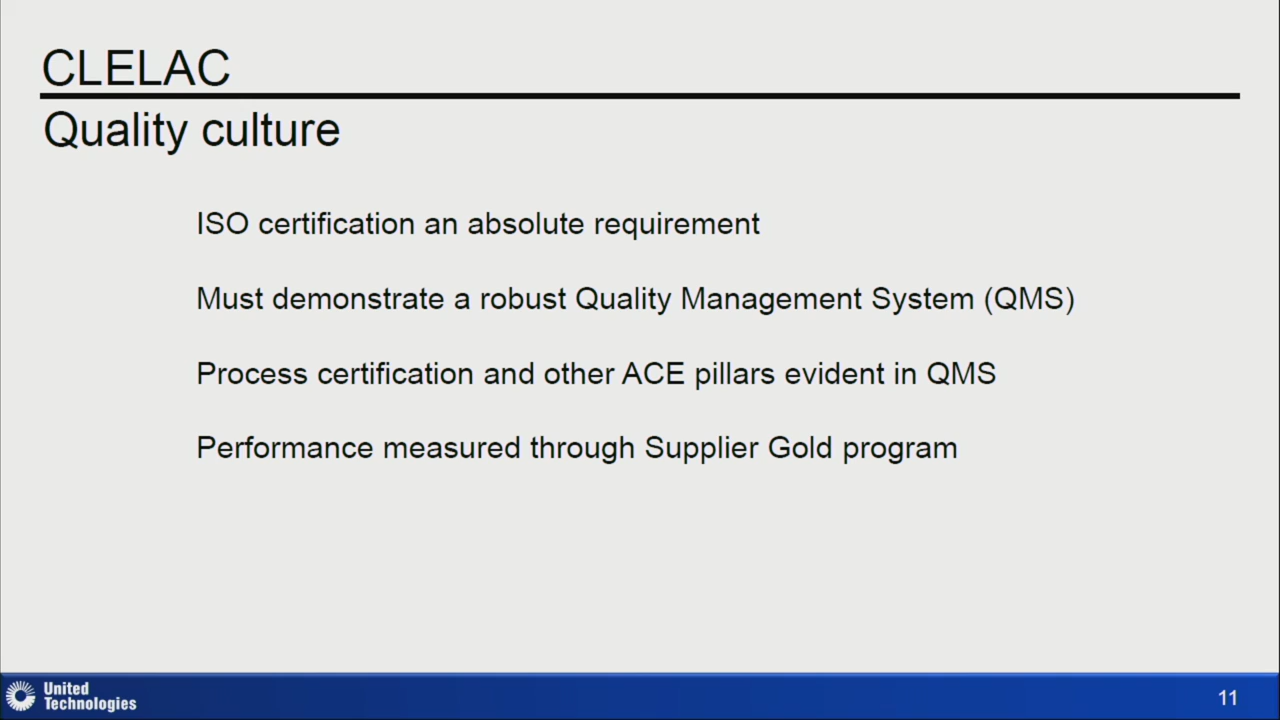 CLELAC
Quality culture
ISO certification an absolute requirement
Must demonstrate a robust Quality Management System (QMS)
Process certification and other ACE pillars evident in QMS
Performance measured through Supplier Gold program
United
Technologies
11